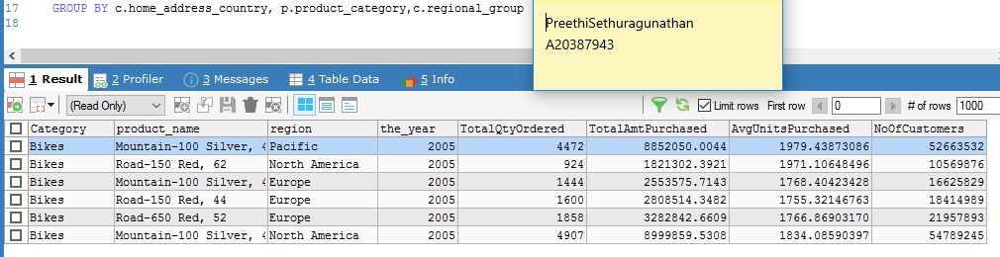 17 GROUP BY c.home_address_country, p.product_category,c.regional_group
18
PreethiSethuragunathan
A20387943
1 Result 2 Profiler 3 Messages 4 Table Data 5 Info
(Read Only) Limit rows First row 0 # of rows 1000
Category product_name region the_year TotalQtyOrdered TotalAmtPurchased AvgUnitsPurchased NoOfCustomers
Bikes Mountain-100 Silver, 4 Pacific 2005 4472 8852050.0044 1979.43873086 52663532
Bikes Road-150 Red, 62 North America 2005 924 1821302.3921 1971.10648496 10569876
Bikes Mountain-100 Silver, 4 Europe 2005 1444 2553575.7143 1768.40423428 16625829
Bikes Road-150 Red, 44 Europe 2005 1600 2808514.3482 1755.32146763 18414989
Bikes Road-650 Red, 52 Europe 2005 1858 3282842.6609 1766.86903170 21957893
Bikes Mountain-100 Silver, 4 North America 2005 4907 8999859.5308 1834.08590397 54789245